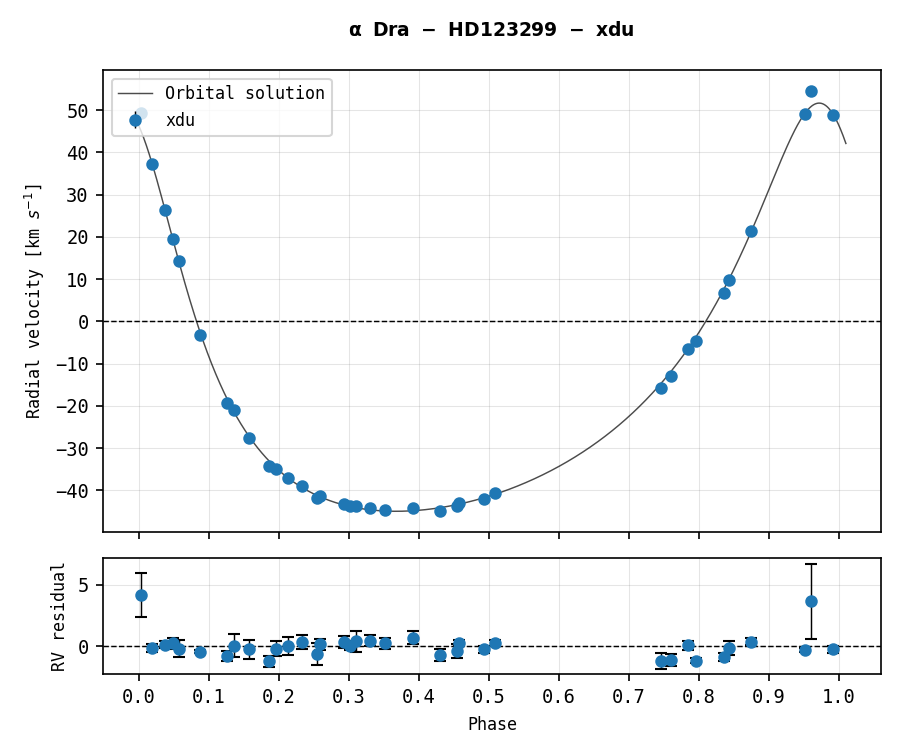 α Dra − HD123299 − xdu
Orbital solution
xdu
Radial velocity [km s⁻¹]
50
40
30
20
10
0
−10
−20
−30
−40
RV residual
5
0
0.0 0.1 0.2 0.3 0.4 0.5 0.6 0.7 0.8 0.9 1.0
Phase